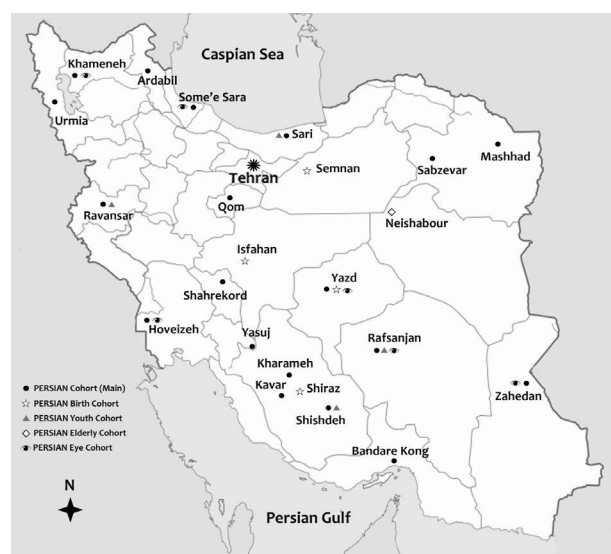 Caspian Sea
Khameneh
Ardabil
Some'e Sara
Urmia
Sari
Mashhad
Semnan
Sabzevar
Tehran
Ravansar
Qom
Neishabour
Isfahan
Yazd
Shahrekord
Hoveizeh
Yasuj
Rafsanjan
Kharameh
Kavar
Shiraz
Zahedan
Shishdeh
Bandare Kong
PERSIAN Cohort (Main)
PERSIAN Birth Cohort
PERSIAN Youth Cohort
PERSIAN Elderly Cohort
PERSIAN Eye Cohort
N
Persian Gulf